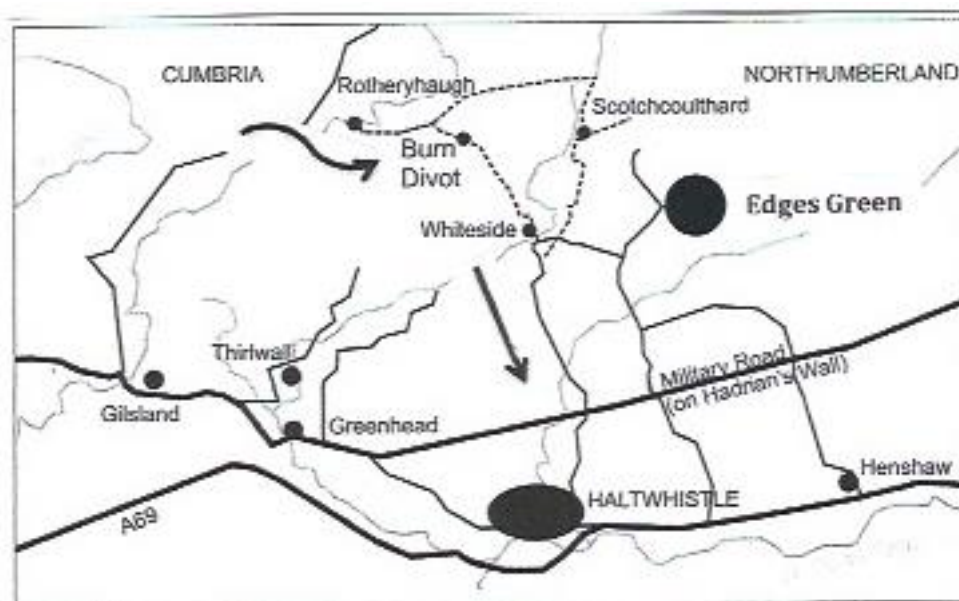 CUMBRIA
NORTHUMBERLAND
Rotheryhaugh
Scotchcoulthard
Burn
Divot
Edges Green
Whiteside
Thirlwall
Military Road
(on Hadrian's Wall)
Gilsland
Greenhead
Henshaw
HALTWHISTLE
A69